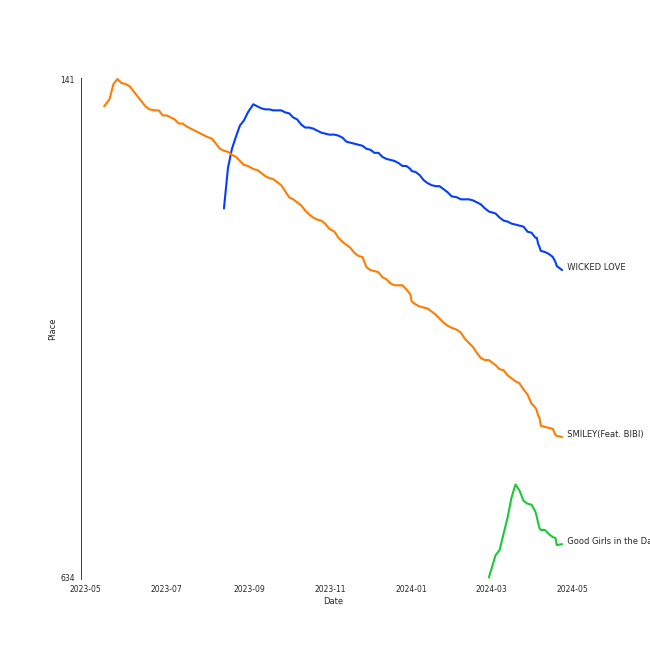 141
Place
634
WICKED LOVE
SMILEY(Feat. BIBI)
Good Girls in the Da
2023-05 2023-07 2023-09 2023-11 2024-01 2024-03 2024-05
Date